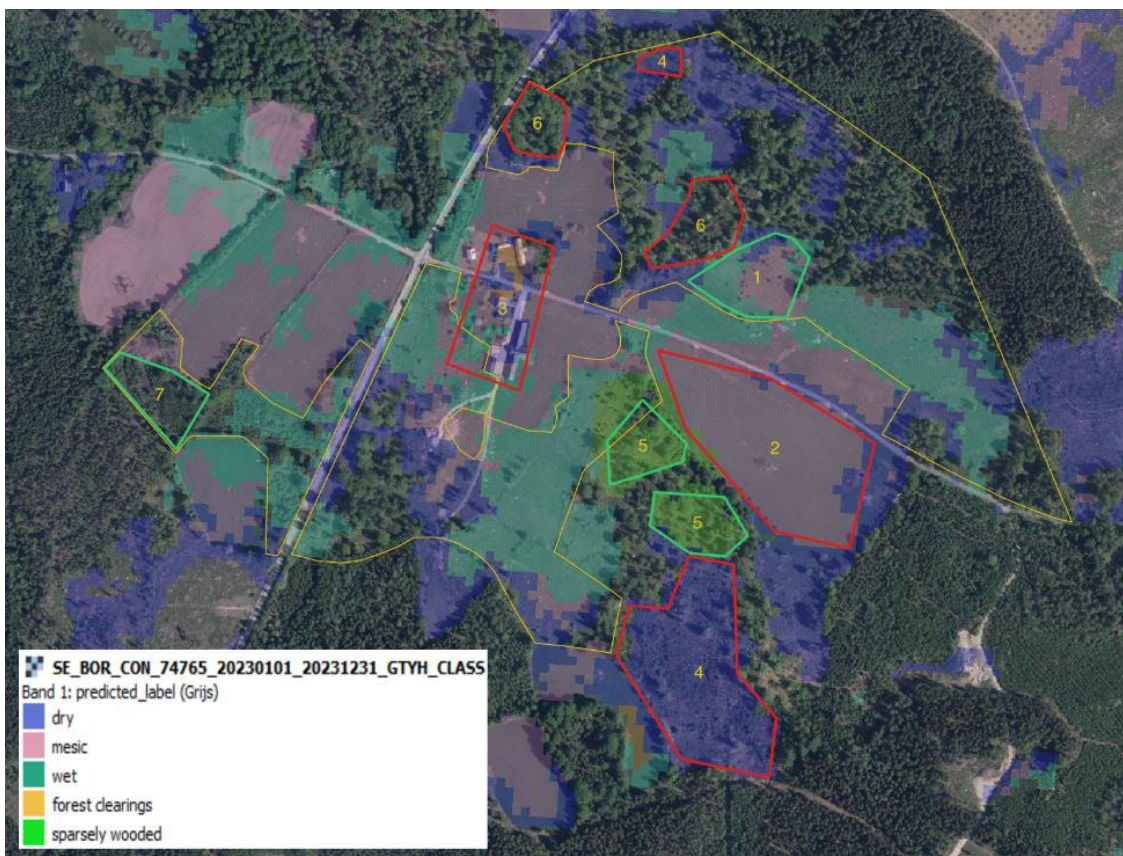 4
6
6
1
3
7
2
5
5
4
SE_BOR_CON_74765_20230101_20231231_GTYH_CLASS
Band 1: predicted_label (Grijs)
dry
mesic
wet
forest clearings
sparsely wooded